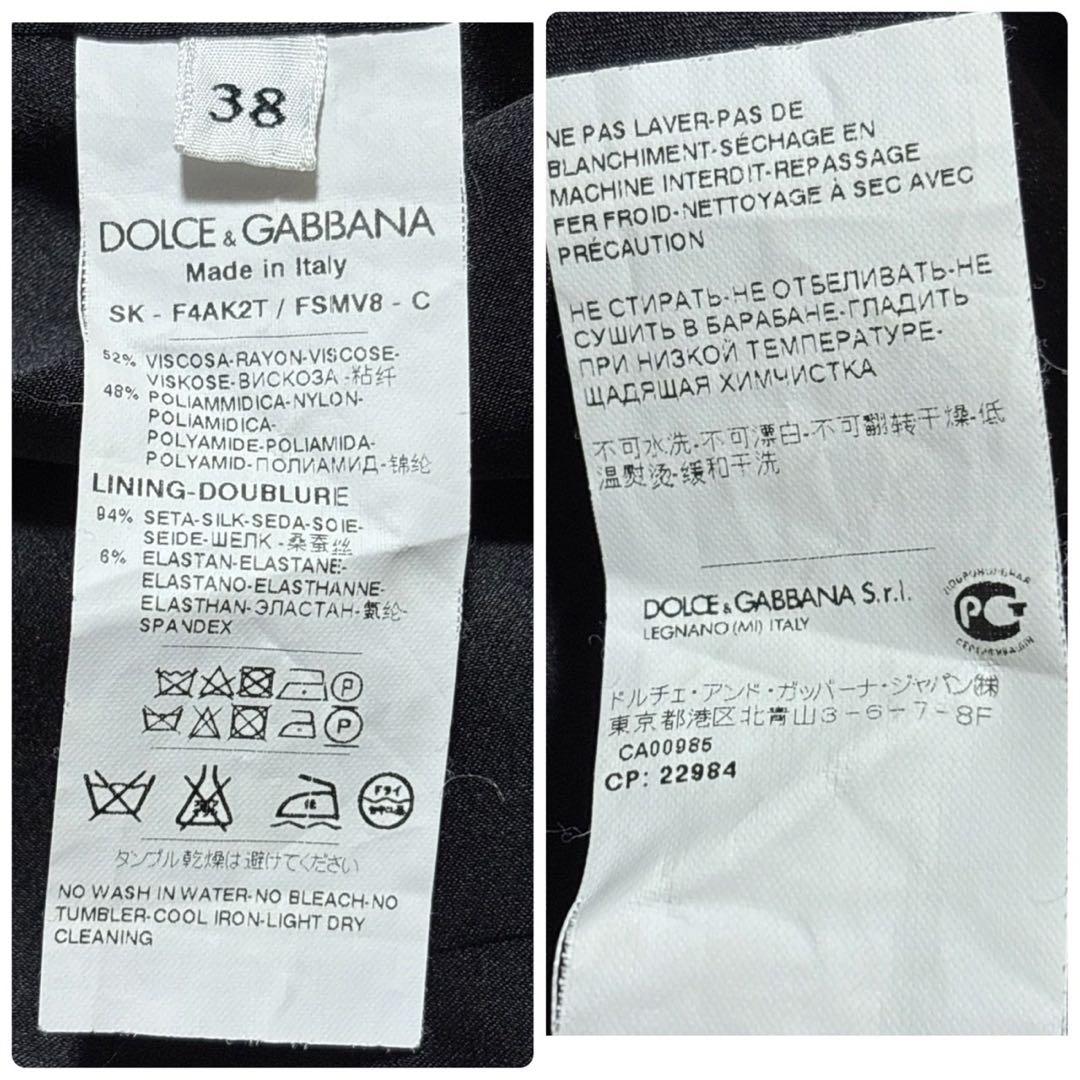 38
DOLCE & GABBANA
Made in Italy
SK - F4AK2T / FSMV8 - C
52% VISCOSA-RAYON-VISCOSE-
VISKOSE-ВИСКОЗА-粘纤
48% POLIAMMIDICA-NYLON-
POLIAMIDICA-
POLYAMIDE-POLIAMIDA-
POLYAMID-ПОЛИАМИД-锦纶
LINING-DOUBLURE
94% SETA-SILK-SEDA-SOIE-
SEIDE-ШЕЛК-桑蚕丝
6% ELASTAN-ELASTANE-
ELASTANO-ELASTHANNE-
ELASTHAN-ЭЛАСТАН-氨纶-
SPANDEX
P
P
ドライ
タンブル乾燥は避けてください
NO WASH IN WATER-NO BLEACH-NO
TUMBLER-COOL IRON-LIGHT DRY
CLEANING
NE PAS LAVER-PAS DE
BLANCHIMENT-SÉCHAGE EN
MACHINE INTERDIT-REPASSAGE
FER FROID-NETTOYAGE À SEC AVEC
PRÉCAUTION
НЕ СТИРАТЬ-НЕ ОТБЕЛИВАТЬ-НЕ
СУШИТЬ В БАРАБАНЕ-ГЛАДИТЬ
ПРИ НИЗКОЙ ТЕМПЕРАТУРЕ-
ЩАДЯЩАЯ ХИМЧИСТКА
不可水洗-不可漂白-不可翻转干燥-低
温熨烫-缓和干洗
DOLCE & GABBANA S.r.l.
LEGNANO (MI) ITALY
РСТ
ドルチェ・アンド・ガッバーナ・ジャパン㈱
東京都港区北青山3-6-7-8F
CA00985
CP: 22984